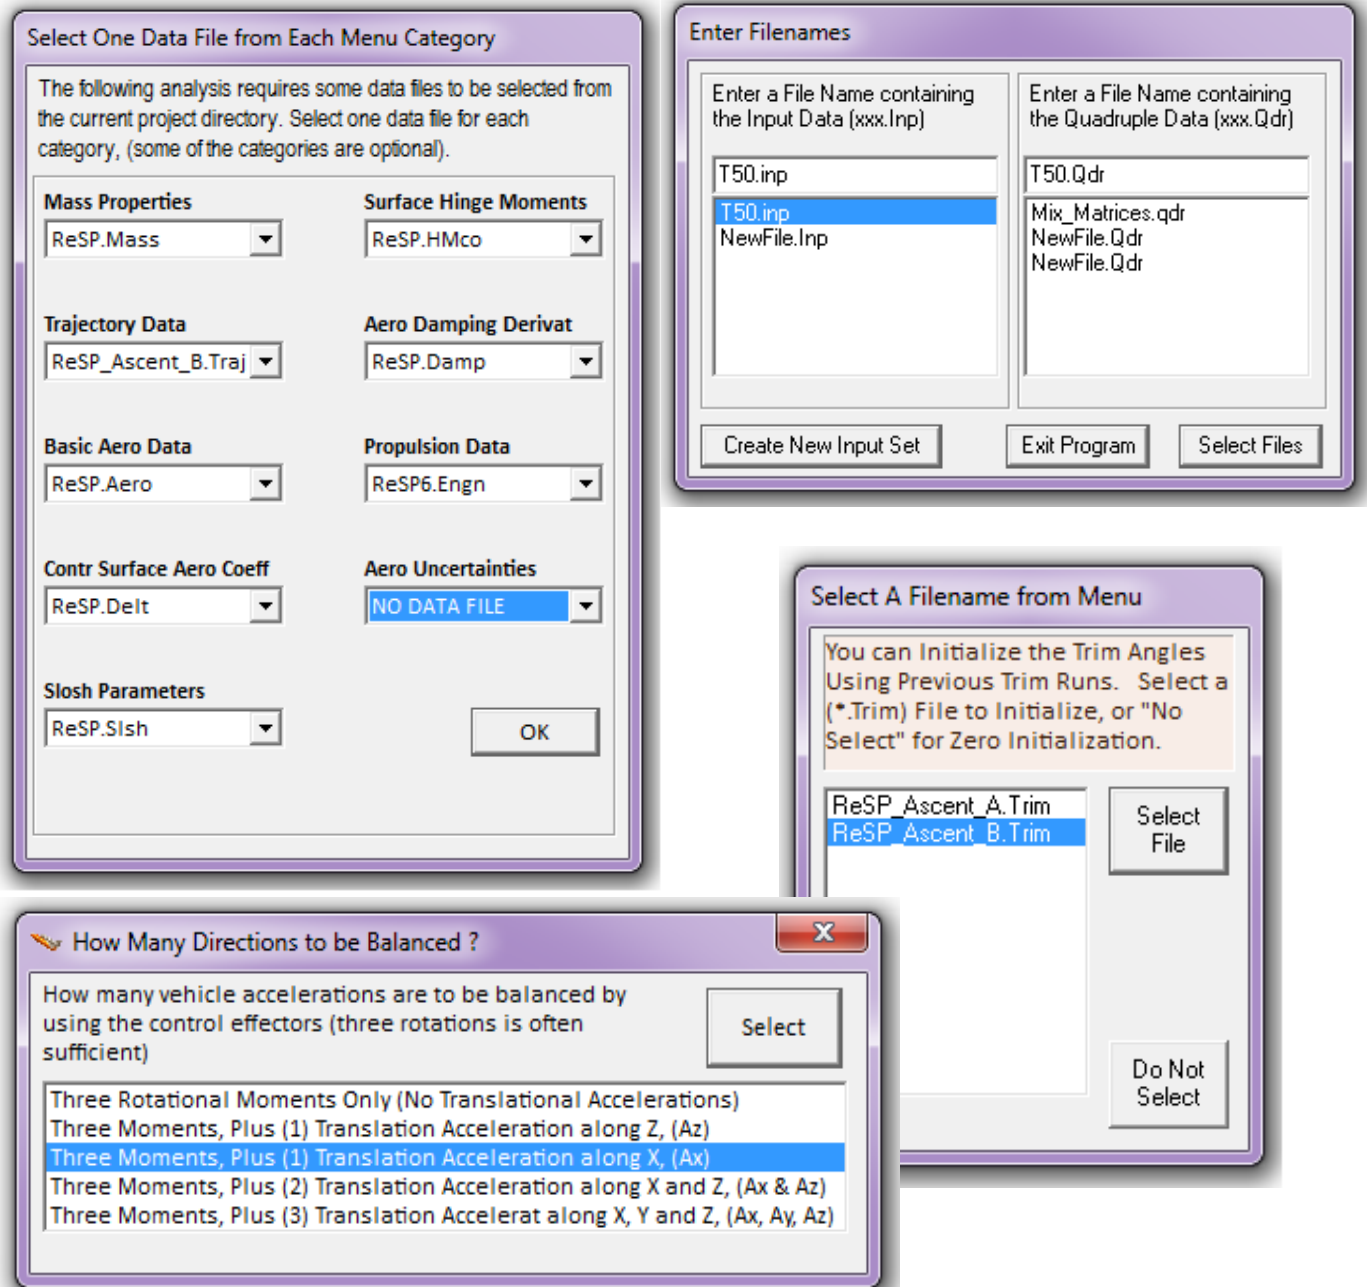 Select One Data File from Each Menu Category
The following analysis requires some data files to be selected from
the current project directory. Select one data file for each
category, (some of the categories are optional).
Mass Properties
ReSP.Mass
Surface Hinge Moments
ReSP.HMco
Trajectory Data
ReSP_Ascent_B.Traj
Aero Damping Derivat
ReSP.Damp
Basic Aero Data
ReSP.Aero
Propulsion Data
ReSP6.Engn
Contr Surface Aero Coeff
ReSP.Delt
Aero Uncertainties
NO DATA FILE
Slosh Parameters
ReSP.Slsh
OK
Enter Filenames
Enter a File Name containing
the Input Data (xxx.Inp)
T50.inp
T50.inp
NewFile.Inp
Enter a File Name containing
the Quadruple Data (xxx.Qdr)
T50.Qdr
Mix_Matrices.qdr
NewFile.Qdr
NewFile.Qdr
Create New Input Set
Exit Program
Select Files
Select A Filename from Menu
You can Initialize the Trim Angles
Using Previous Trim Runs. Select a
(*.Trim) File to Initialize, or "No
Select" for Zero Initialization.
ReSP_Ascent_A.Trim
ReSP_Ascent_B.Trim
Select
File
Do Not
Select
How Many Directions to be Balanced ?
How many vehicle accelerations are to be balanced by
using the control effectors (three rotations is often
sufficient)
Select
Three Rotational Moments Only (No Translational Accelerations)
Three Moments, Plus (1) Translation Acceleration along Z, (Az)
Three Moments, Plus (1) Translation Acceleration along X, (Ax)
Three Moments, Plus (2) Translation Acceleration along X and Z, (Ax & Az)
Three Moments, Plus (3) Translation Accelerat along X, Y and Z, (Ax, Ay, Az)